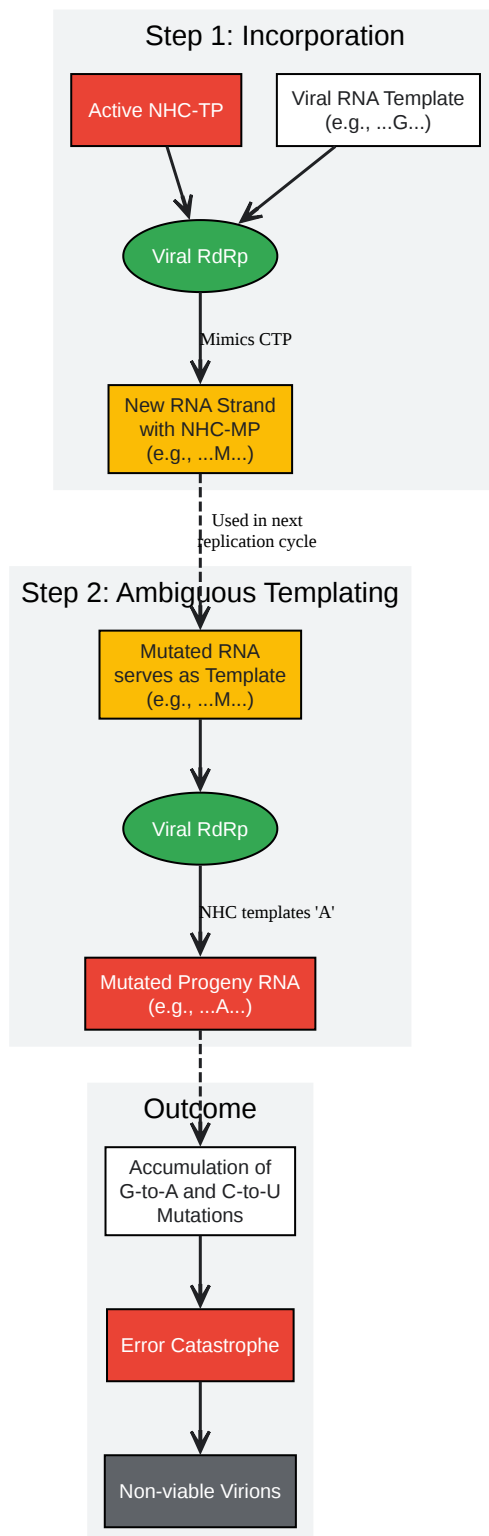 Step 1: Incorporation
Active NHC-TP
Viral RNA Template
(e.g., ...G...)
Viral RdRp
Mimics CTP
New RNA Strand
with NHC-MP
(e.g., ...M...)
Used in next
replication cycle
Step 2: Ambiguous Templating
Mutated RNA
serves as Template
(e.g., ...M...)
Viral RdRp
NHC templates 'A'
Mutated Progeny RNA
(e.g., ...A...)
Outcome
Accumulation of
G-to-A and C-to-U
Mutations
Error Catastrophe
Non-viable Virions